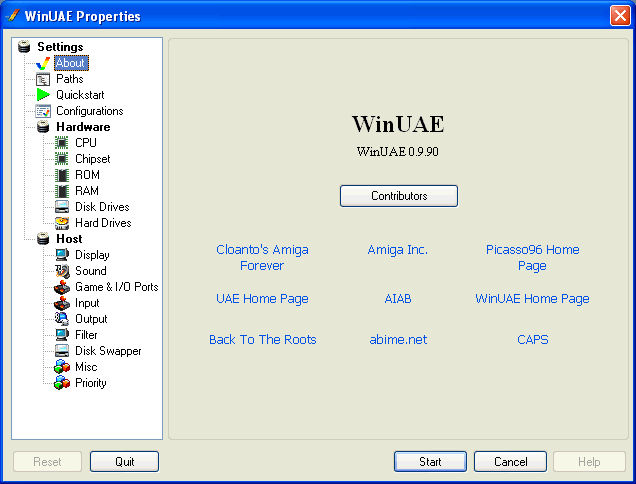 WinUAE Properties
Settings
About
Paths
Quickstart
Configurations
Hardware
CPU
Chipset
ROM
RAM
Disk Drives
Hard Drives
Host
Display
Sound
Game & I/O Ports
Input
Output
Filter
Disk Swapper
Misc
Priority
WinUAE
WinUAE 0.9.90
Contributors
Cloanto's Amiga
Forever
Amiga Inc.
Picasso96 Home
Page
UAE Home Page
AIAB
WinUAE Home Page
Back To The Roots
abime.net
CAPS
Reset
Quit
Start
Cancel
Help